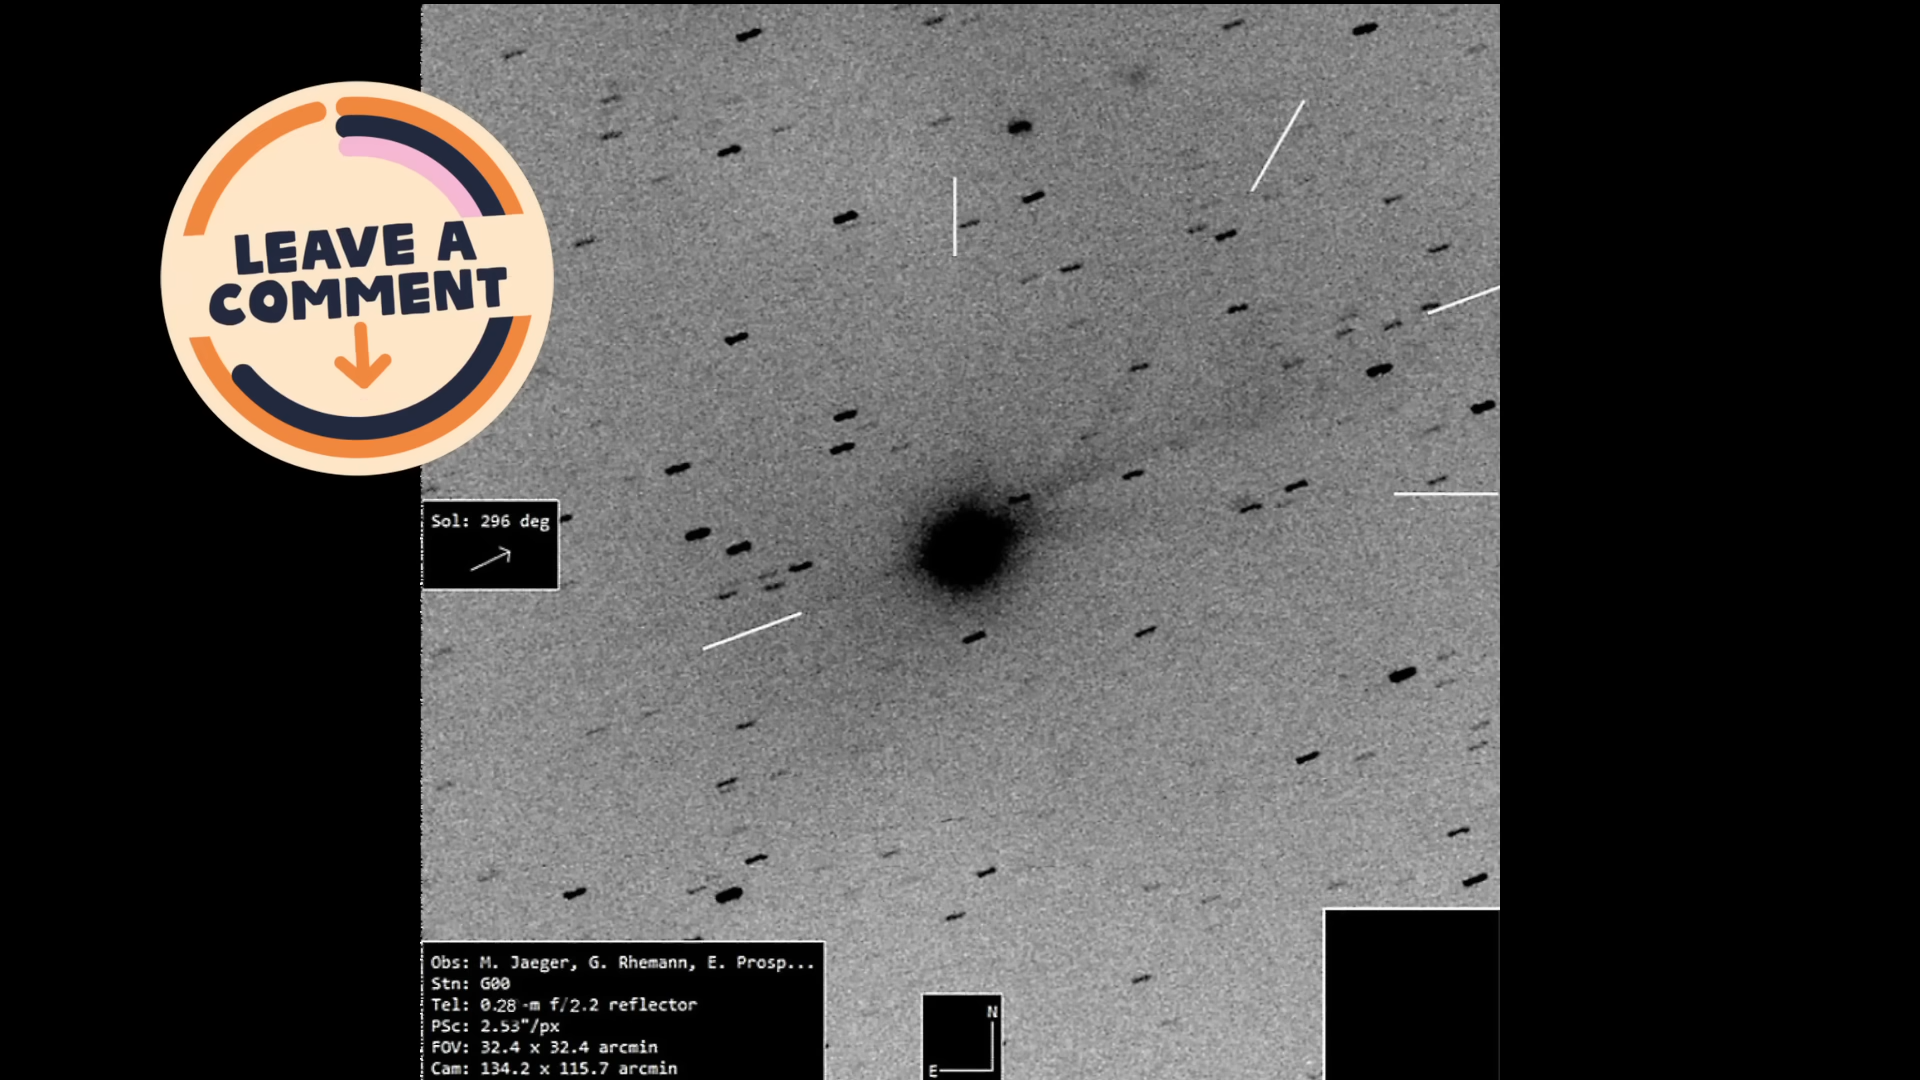 LEAVE A
COMMENT
Sol: 296 deg
Obs: M. Jaeger, G. Rhemann, E. Prosp...
Stn: G00
Tel: 0.28-m f/2.2 reflector
PSc: 2.53"/px
FOV: 32.4 x 32.4 arcmin
Cam: 134.2 x 115.7 arcmin
N
E